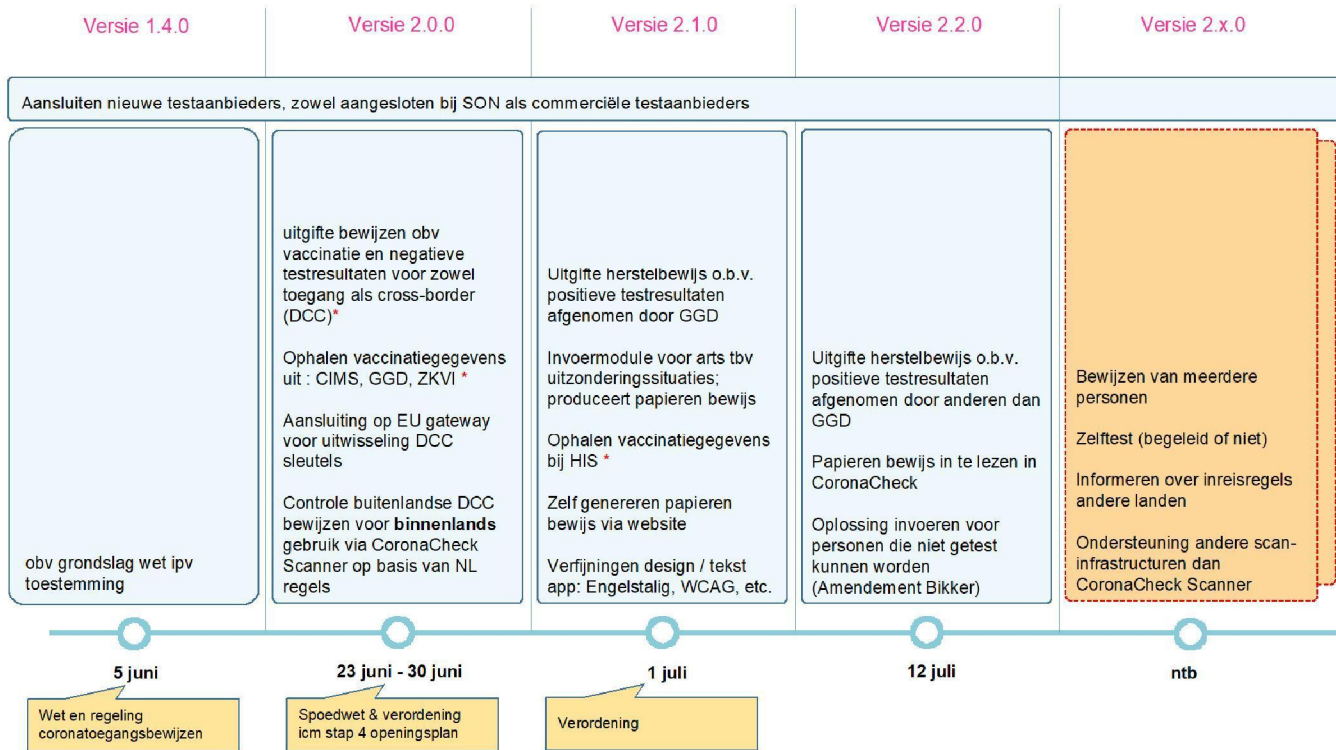 Versie 1.4.0
Versie 2.0.0
Versie 2.1.0
Versie 2.2.0
Versie 2.x.0
Aansluiten nieuwe testaanbieders, zowel aangesloten bij SON als commerciële testaanbieders
obv grondslag wet ipv
toestemming
uitgifte bewijzen obv
vaccinatie en negatieve
testresultaten voor zowel
toegang als cross-border
(DCC)*
Ophalen vaccinatiegegevens
uit : CIMS, GGD, ZKVI *
Aansluiting op EU gateway
voor uitwisseling DCC
sleutels
Controle buitenlandse DCC
bewijzen voor binnenlands
gebruik via CoronaCheck
Scanner op basis van NL
regels
Uitgifte herstelbewijs o.b.v.
positieve testresultaten
afgenomen door GGD
Invoermodule voor arts tbv
uitzonderingssituaties;
produceert papieren bewijs
Ophalen vaccinatiegegevens
bij HIS *
Zelf genereren papieren
bewijs via website
Verfijningen design / tekst
app: Engelstalig, WCAG, etc.
Uitgifte herstelbewijs o.b.v.
positieve testresultaten
afgenomen door anderen dan
GGD
Papieren bewijs in te lezen in
CoronaCheck
Oplossing invoeren voor
personen die niet getest
kunnen worden
(Amendement Bikker)
Bewijzen van meerdere
personen
Zelftest (begeleid of niet)
Informeren over inreisregels
andere landen
Ondersteuning andere scan-
infrastructuren dan
CoronaCheck Scanner
5 juni
23 juni - 30 juni
1 juli
12 juli
ntb
Wet en regeling
coronatoegangsbewijzen
Spoedwet & verordening
icm stap 4 openingsplan
Verordening